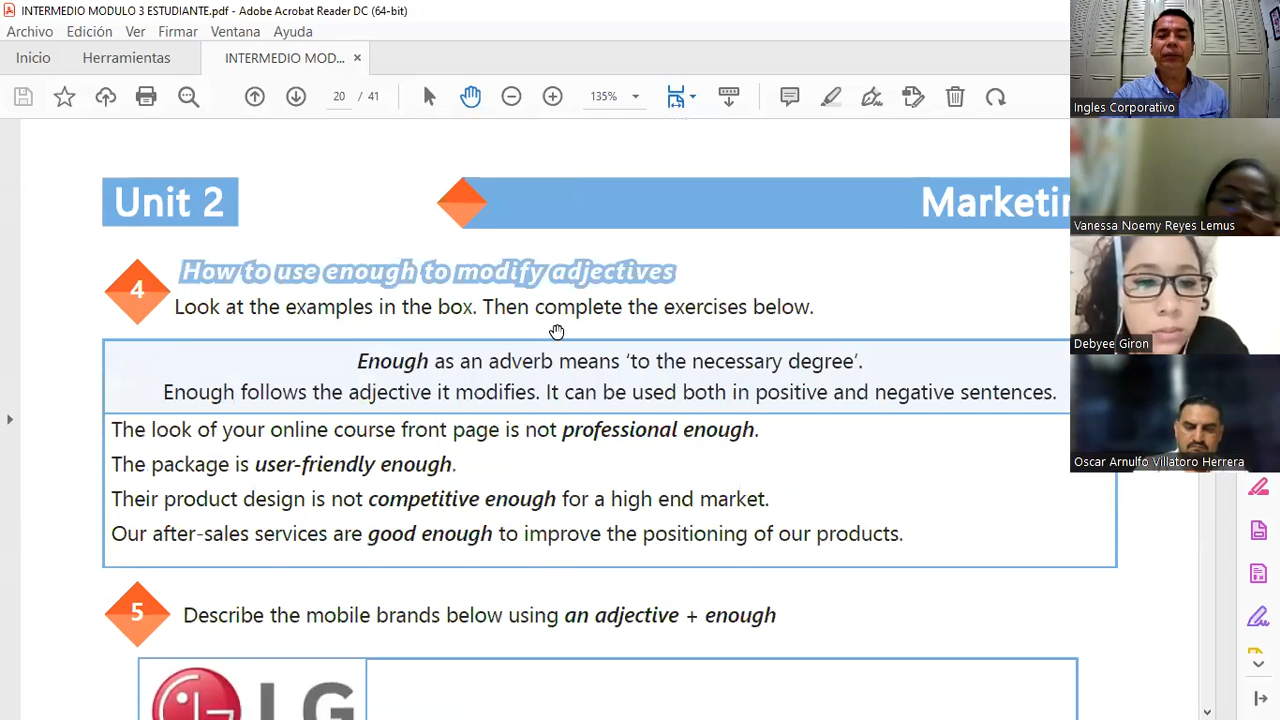 INTERMEDIO MODULO 3 ESTUDIANTE.pdf - Adobe Acrobat Reader DC (64-bit)
Archivo Edición Ver Firmar Ventana Ayuda
Inicio Herramientas INTERMEDIO MOD... ×
20 / 41 135%
Unit 2
4 How to use enough to modify adjectives
Look at the examples in the box. Then complete the exercises below.
Enough as an adverb means ‘to the necessary degree’.
Enough follows the adjective it modifies. It can be used both in positive and negative sentences.
The look of your online course front page is not professional enough.
The package is user-friendly enough.
Their product design is not competitive enough for a high end market.
Our after-sales services are good enough to improve the positioning of our products.
5 Describe the mobile brands below using an adjective + enough
LG
Ingles Corporativo
Vanessa Noemy Reyes Lemus
Debyee Giron
Oscar Arnulfo Villatoro Herrera